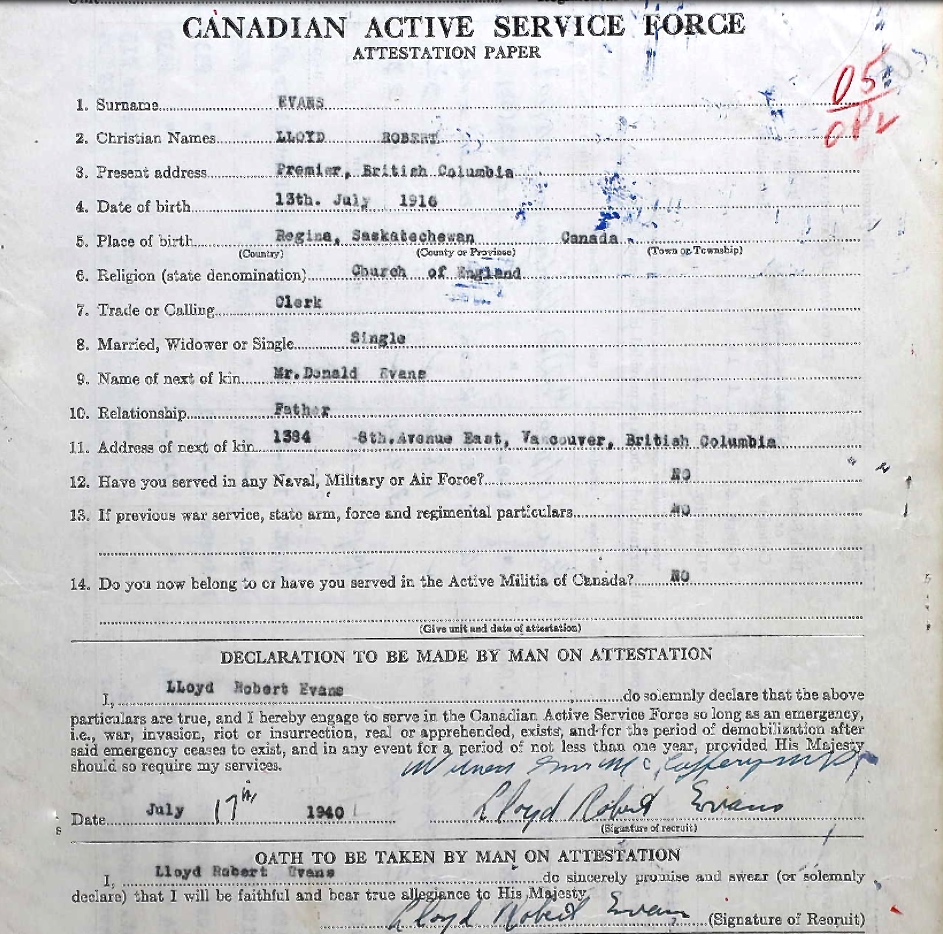 CANADIAN ACTIVE SERVICE FORCE
ATTESTATION PAPER
05
1. Surname EVANS
2. Christian Names LLOYD ROBERT
3. Present address Premier, British Columbia
4. Date of birth 13th. July 1916
5. Place of birth Regina, Saskatechewan Canada.
(Country) (County or Province) (Town or Township)
6. Religion (state denomination) Church of England
7. Trade or Calling Clerk
8. Married, Widower or Single Single
9. Name of next of kin Mr.Donald Evans
10. Relationship Father
11. Address of next of kin 1394 -8th.Avenue East, Vancouver, British Columbia
12. Have you served in any Naval, Military or Air Force? NO
13. If previous war service, state arm, force and regimental particulars NO
14. Do you now belong to or have you served in the Active Militia of Canada? NO
(Give unit and date of attestation)
DECLARATION TO BE MADE BY MAN ON ATTESTATION
I, LLoyd Robert Evans do solemnly declare that the above
particulars are true, and I hereby engage to serve in the Canadian Active Service Force so long as an emergency,
i.e., war, invasion, riot or insurrection, real or apprehended, exists, and for the period of demobilization after
said emergency ceases to exist, and in any event for a period of not less than one year, provided His Majesty
should so require my services.
Witness
Date July 17th 1940 Lloyd Robert Evans
(Signature of recruit)
OATH TO BE TAKEN BY MAN ON ATTESTATION
I, Lloyd Robert Evans do sincerely promise and swear (or solemnly
declare) that I will be faithful and bear true allegiance to His Majesty.
Lloyd Robert Evans (Signature of Recruit)